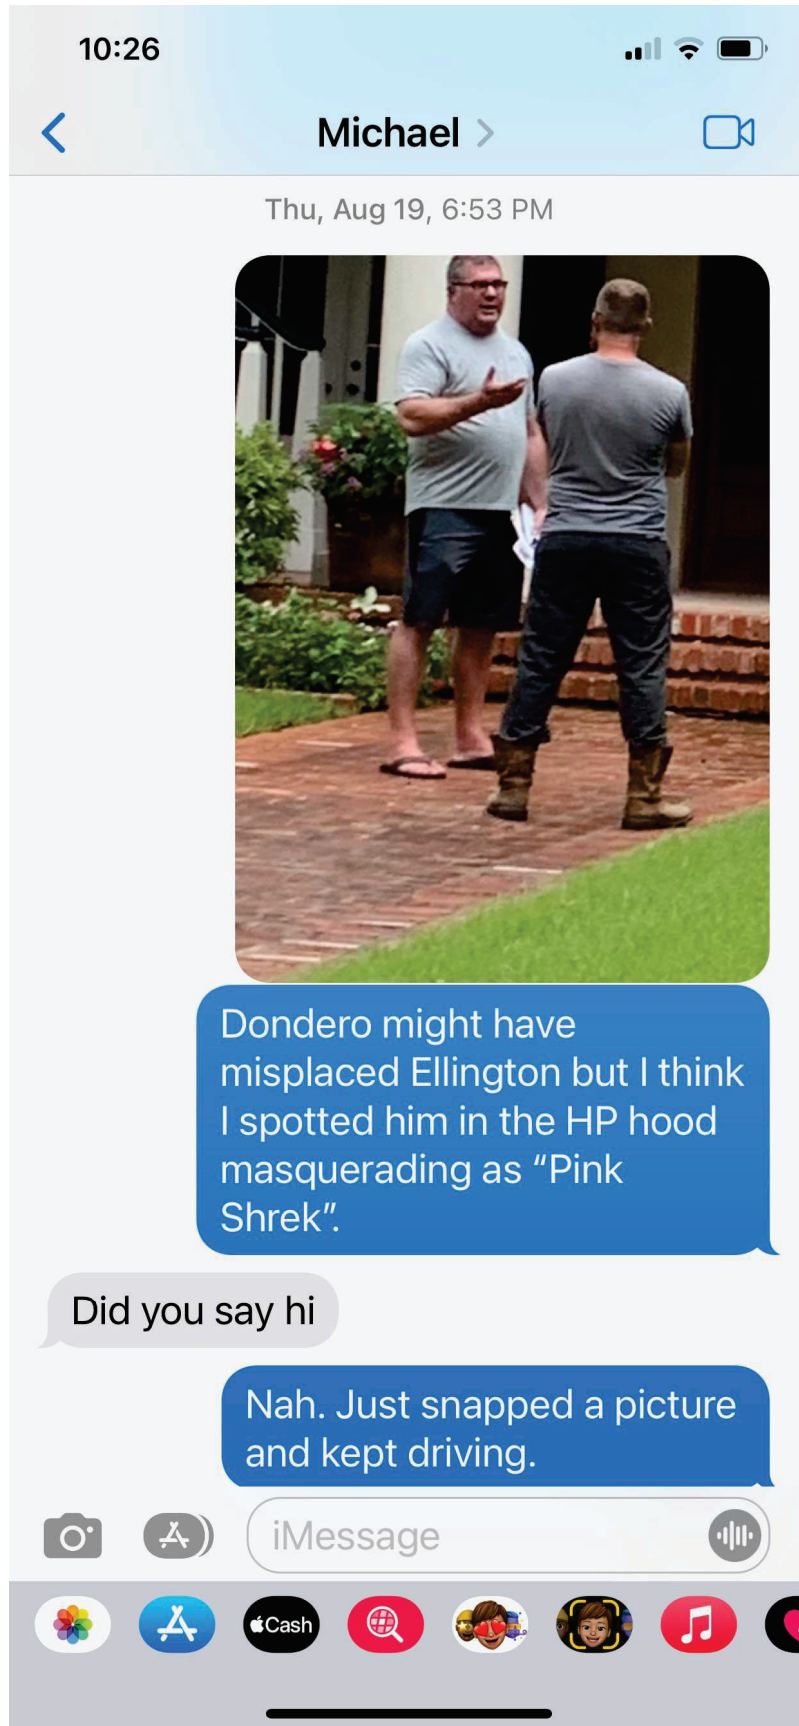 10:26
Michael
Thu, Aug 19, 6:53 PM
Dondero might have
misplaced Ellington but I think
I spotted him in the HP hood
masquerading as “Pink
Shrek”.
Did you say hi
Nah. Just snapped a picture
and kept driving.
iMessage
Cash